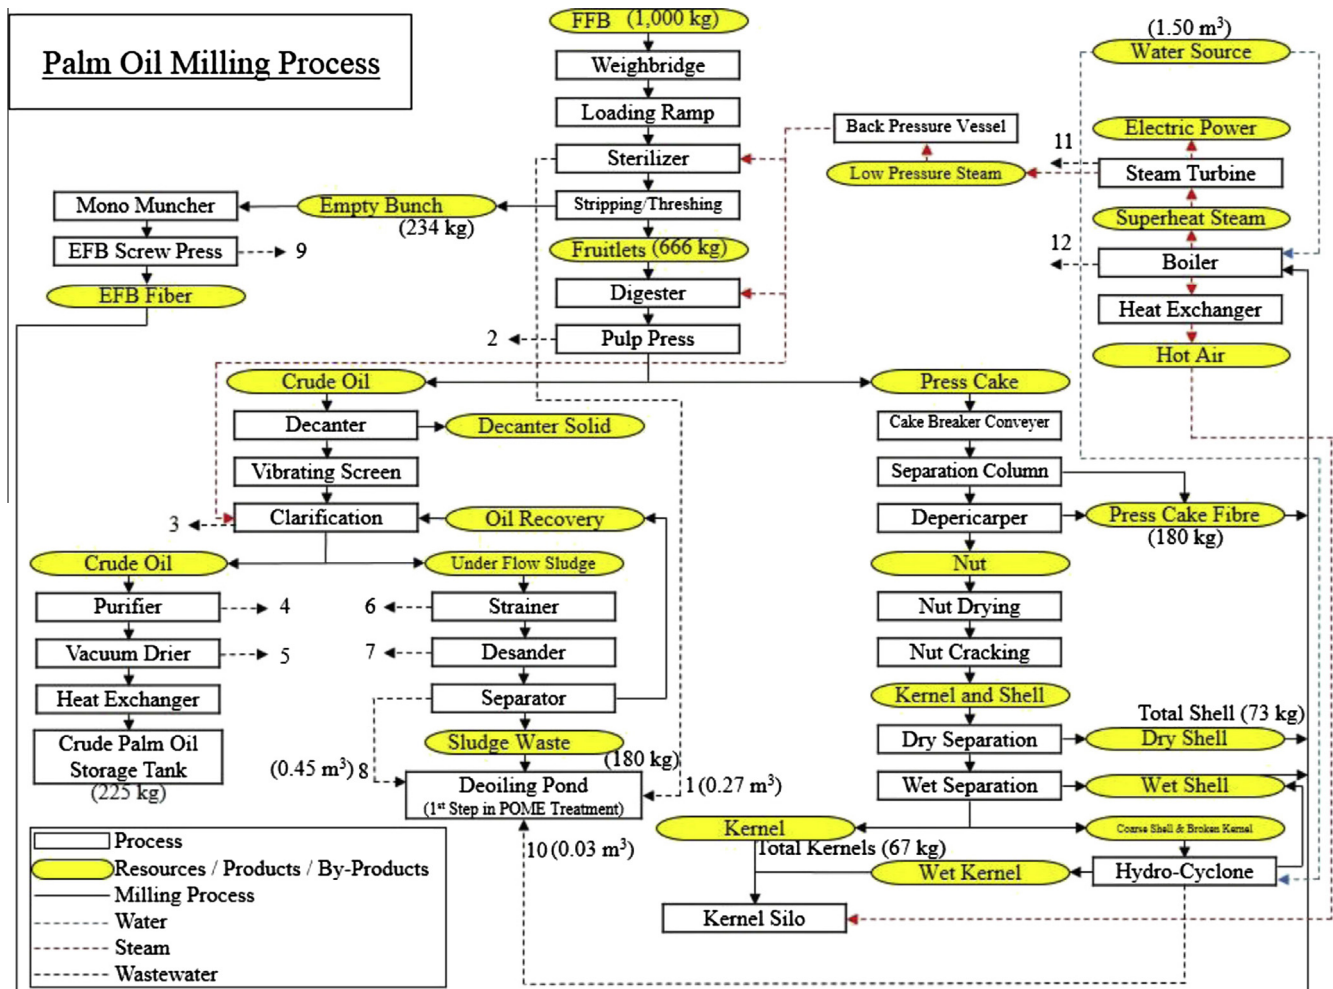 Palm Oil Milling Process
FFB (1,000 kg)
Weighbridge
Loading Ramp
Sterilizer
Stripping/Threshing
Fruitlets (666 kg)
Digester
Pulp Press
2
Empty Bunch
(234 kg)
Mono Muncher
EFB Screw Press
9
EFB Fiber
Back Pressure Vessel
Low Pressure Steam
(1.50 m³)
Water Source
Electric Power
11
Steam Turbine
Superheat Steam
12
Boiler
Heat Exchanger
Hot Air
Crude Oil
Decanter
Decanter Solid
Vibrating Screen
Clarification
3
Oil Recovery
Crude Oil
Purifier
4
Vacuum Drier
5
Heat Exchanger
Crude Palm Oil
Storage Tank
(225 kg)
Under Flow Sludge
6
Strainer
7
Desander
Separator
Sludge Waste
(180 kg)
(0.45 m³) 8
Deoiling Pond
(1st Step in POME Treatment)
1 (0.27 m³)
10 (0.03 m³)
Press Cake
Cake Breaker Conveyer
Separation Column
Depericarper
Press Cake Fibre
(180 kg)
Nut
Nut Drying
Nut Cracking
Kernel and Shell
Total Shell (73 kg)
Dry Separation
Dry Shell
Wet Separation
Wet Shell
Kernel
Coarse Shell & Broken Kernel
Total Kernels (67 kg)
Wet Kernel
Hydro-Cyclone
Kernel Silo
Process
Resources / Products / By-Products
Milling Process
Water
Steam
Wastewater